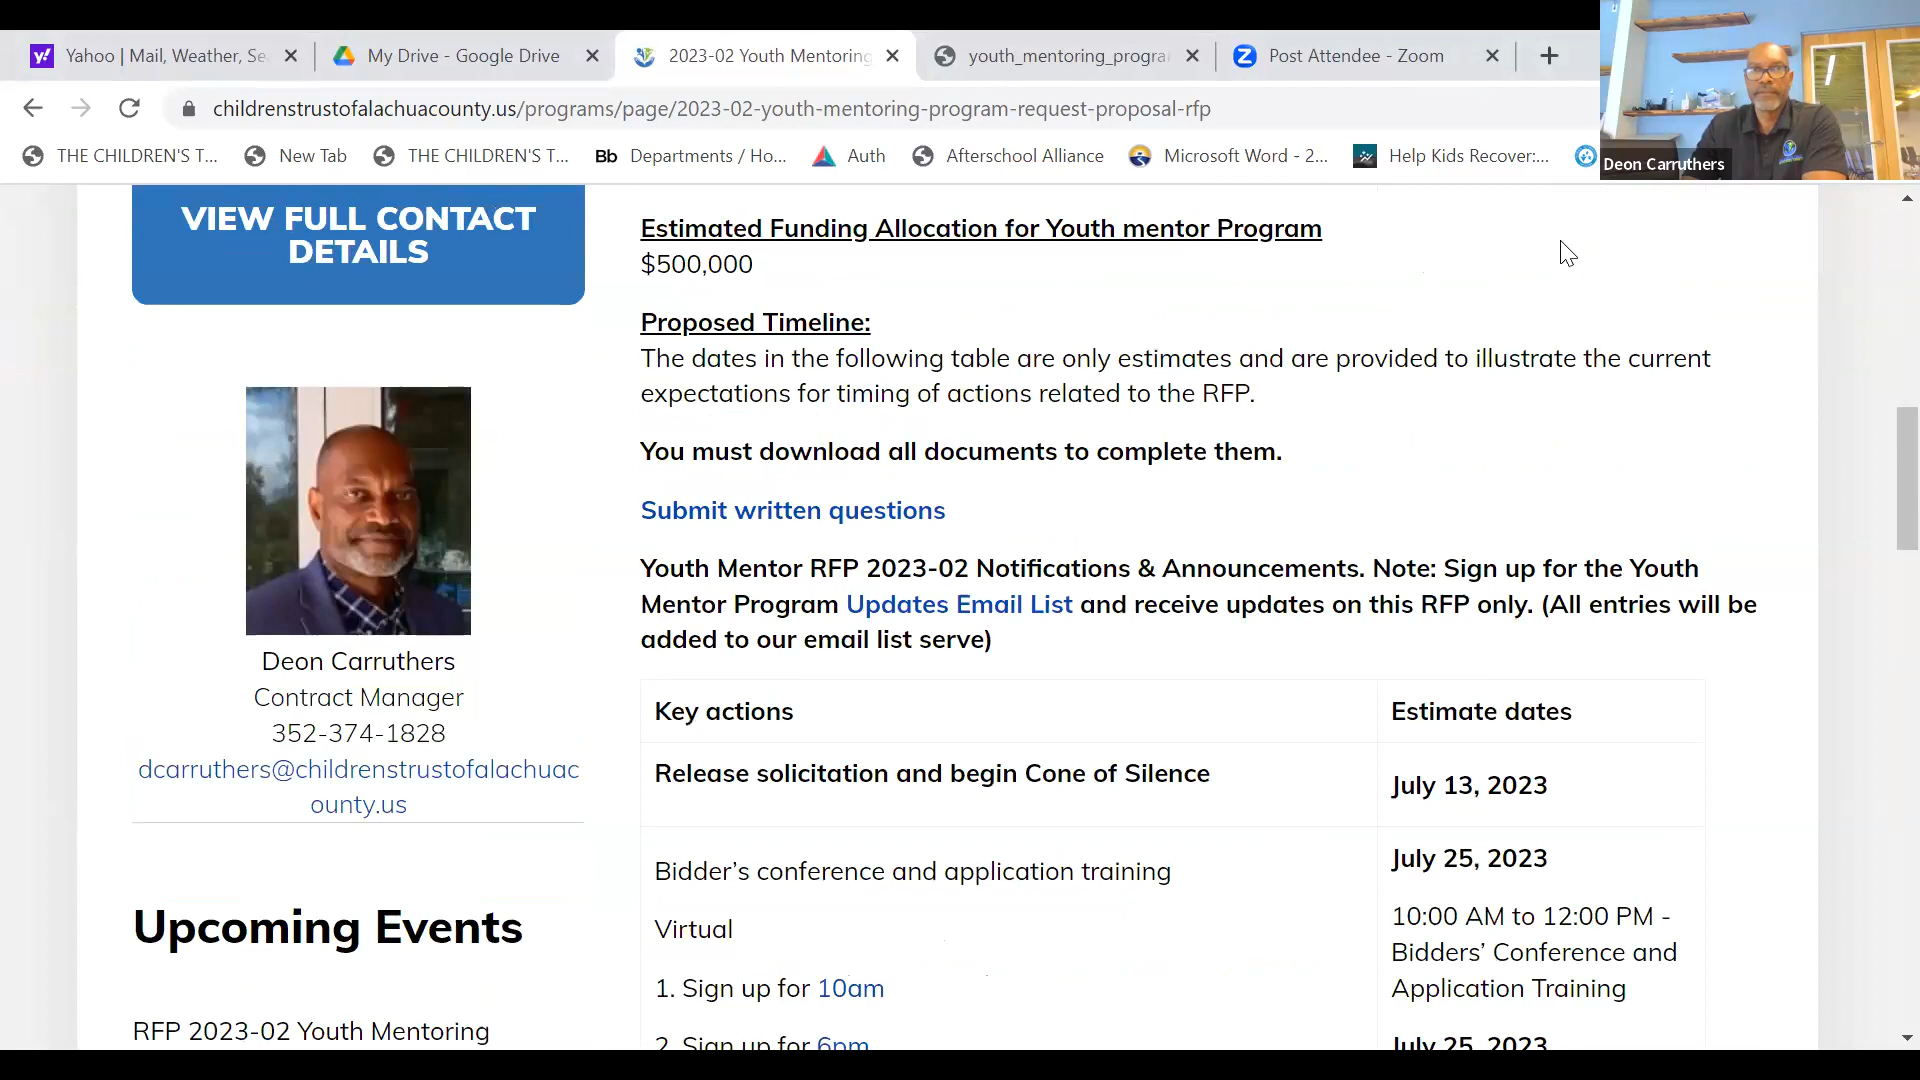 Yahoo | Mail, Weather, Se
My Drive - Google Drive
2023-02 Youth Mentoring
youth_mentoring_progra
Post Attendee - Zoom
childrenstrustofalachuacounty.us/programs/page/2023-02-youth-mentoring-program-request-proposal-rfp
THE CHILDREN'S T...
New Tab
THE CHILDREN'S T...
Bb Departments / Ho...
Auth
Afterschool Alliance
Microsoft Word - 2...
Help Kids Recover:...
Deon Carruthers
VIEW FULL CONTACT
DETAILS
Deon Carruthers
Contract Manager
352-374-1828
dcarruthers@childrenstrustofalachuac
ounty.us
Upcoming Events
RFP 2023-02 Youth Mentoring
Estimated Funding Allocation for Youth mentor Program
$500,000
Proposed Timeline:
The dates in the following table are only estimates and are provided to illustrate the current
expectations for timing of actions related to the RFP.
You must download all documents to complete them.
Submit written questions
Youth Mentor RFP 2023-02 Notifications & Announcements. Note: Sign up for the Youth
Mentor Program Updates Email List and receive updates on this RFP only. (All entries will be
added to our email list serve)
Key actions
Estimate dates
Release solicitation and begin Cone of Silence
July 13, 2023
Bidder's conference and application training
Virtual
1. Sign up for 10am
2. Sign up for 6pm
July 25, 2023
10:00 AM to 12:00 PM -
Bidders' Conference and
Application Training
July 25, 2023